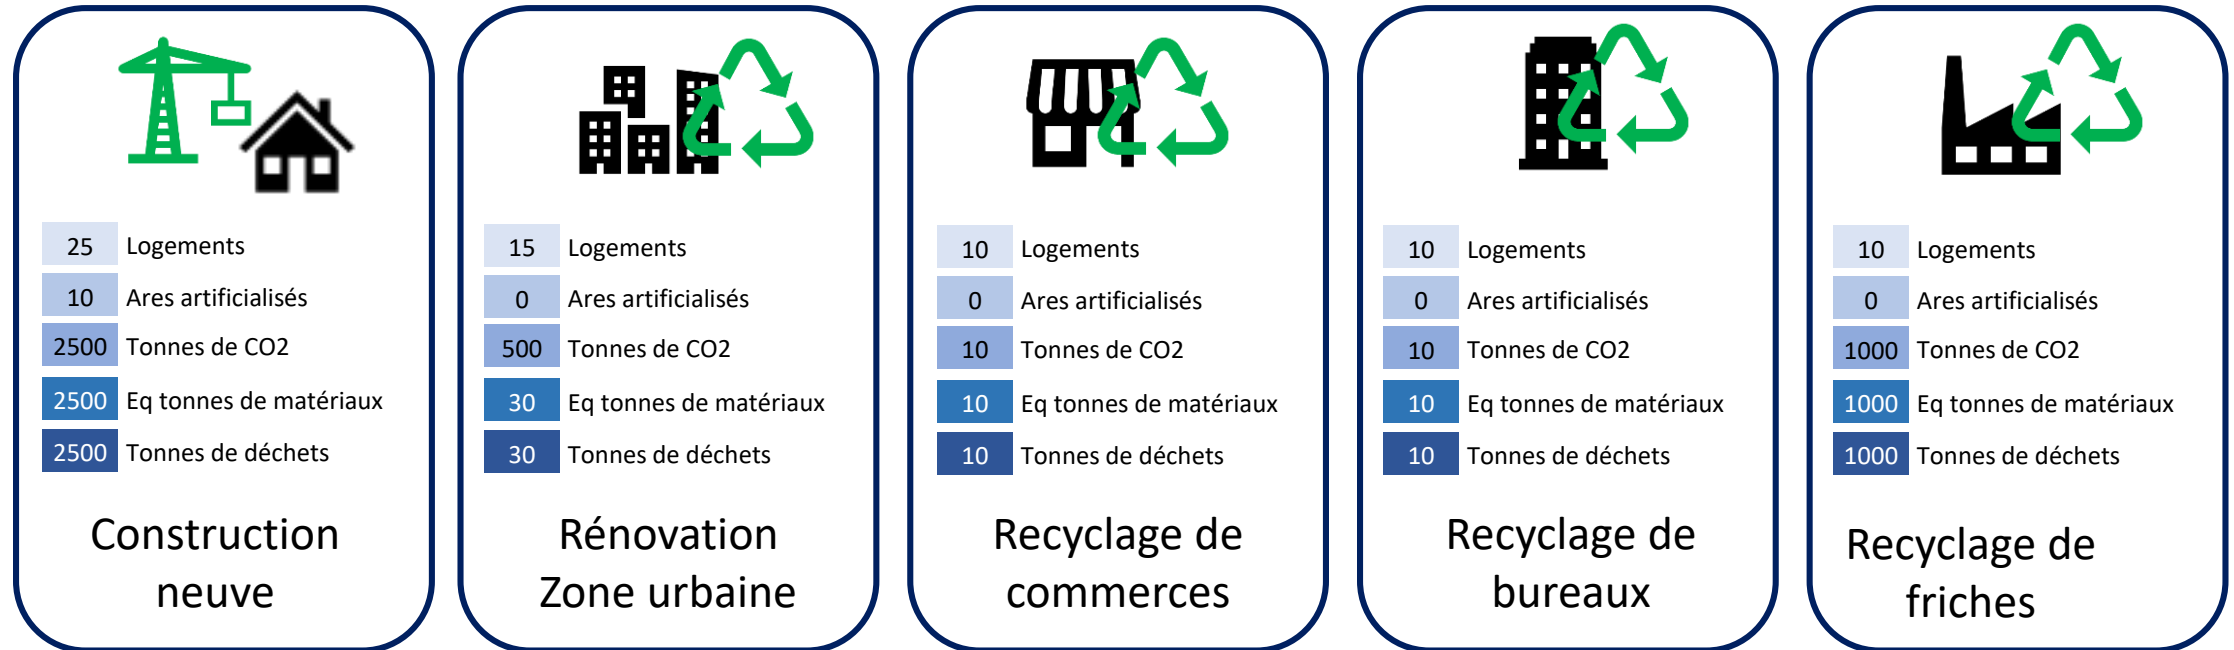 25 Logements
10 Ares artificialisés
2500 Tonnes de CO2
2500 Eq tonnes de matériaux
2500 Tonnes de déchets
Construction
neuve
15 Logements
0 Ares artificialisés
500 Tonnes de CO2
30 Eq tonnes de matériaux
30 Tonnes de déchets
Rénovation
Zone urbaine
10 Logements
0 Ares artificialisés
10 Tonnes de CO2
10 Eq tonnes de matériaux
10 Tonnes de déchets
Recyclage de
commerces
10 Logements
0 Ares artificialisés
10 Tonnes de CO2
10 Eq tonnes de matériaux
10 Tonnes de déchets
Recyclage de
bureaux
10 Logements
0 Ares artificialisés
1000 Tonnes de CO2
1000 Eq tonnes de matériaux
1000 Tonnes de déchets
Recyclage de
friches